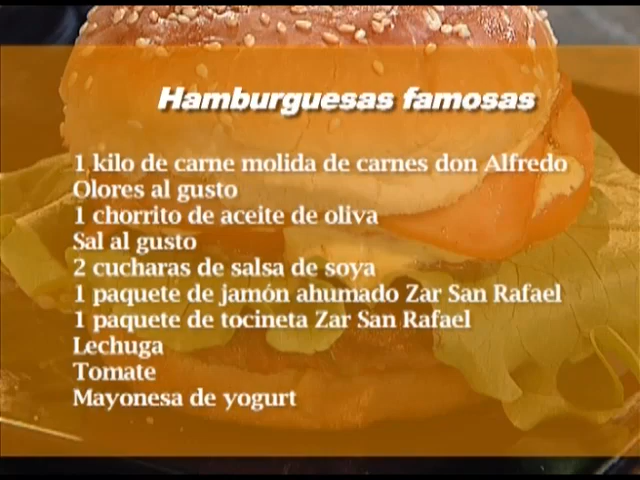 Hamburguesas famosas
1 kilo de carne molida de carnes don Alfredo
Olores al gusto
1 chorrito de aceite de oliva
Sal al gusto
2 cucharas de salsa de soya
1 paquete de jamón ahumado Zar San Rafael
1 paquete de tocineta Zar San Rafael
Lechuga
Tomate
Mayonesa de yogurt